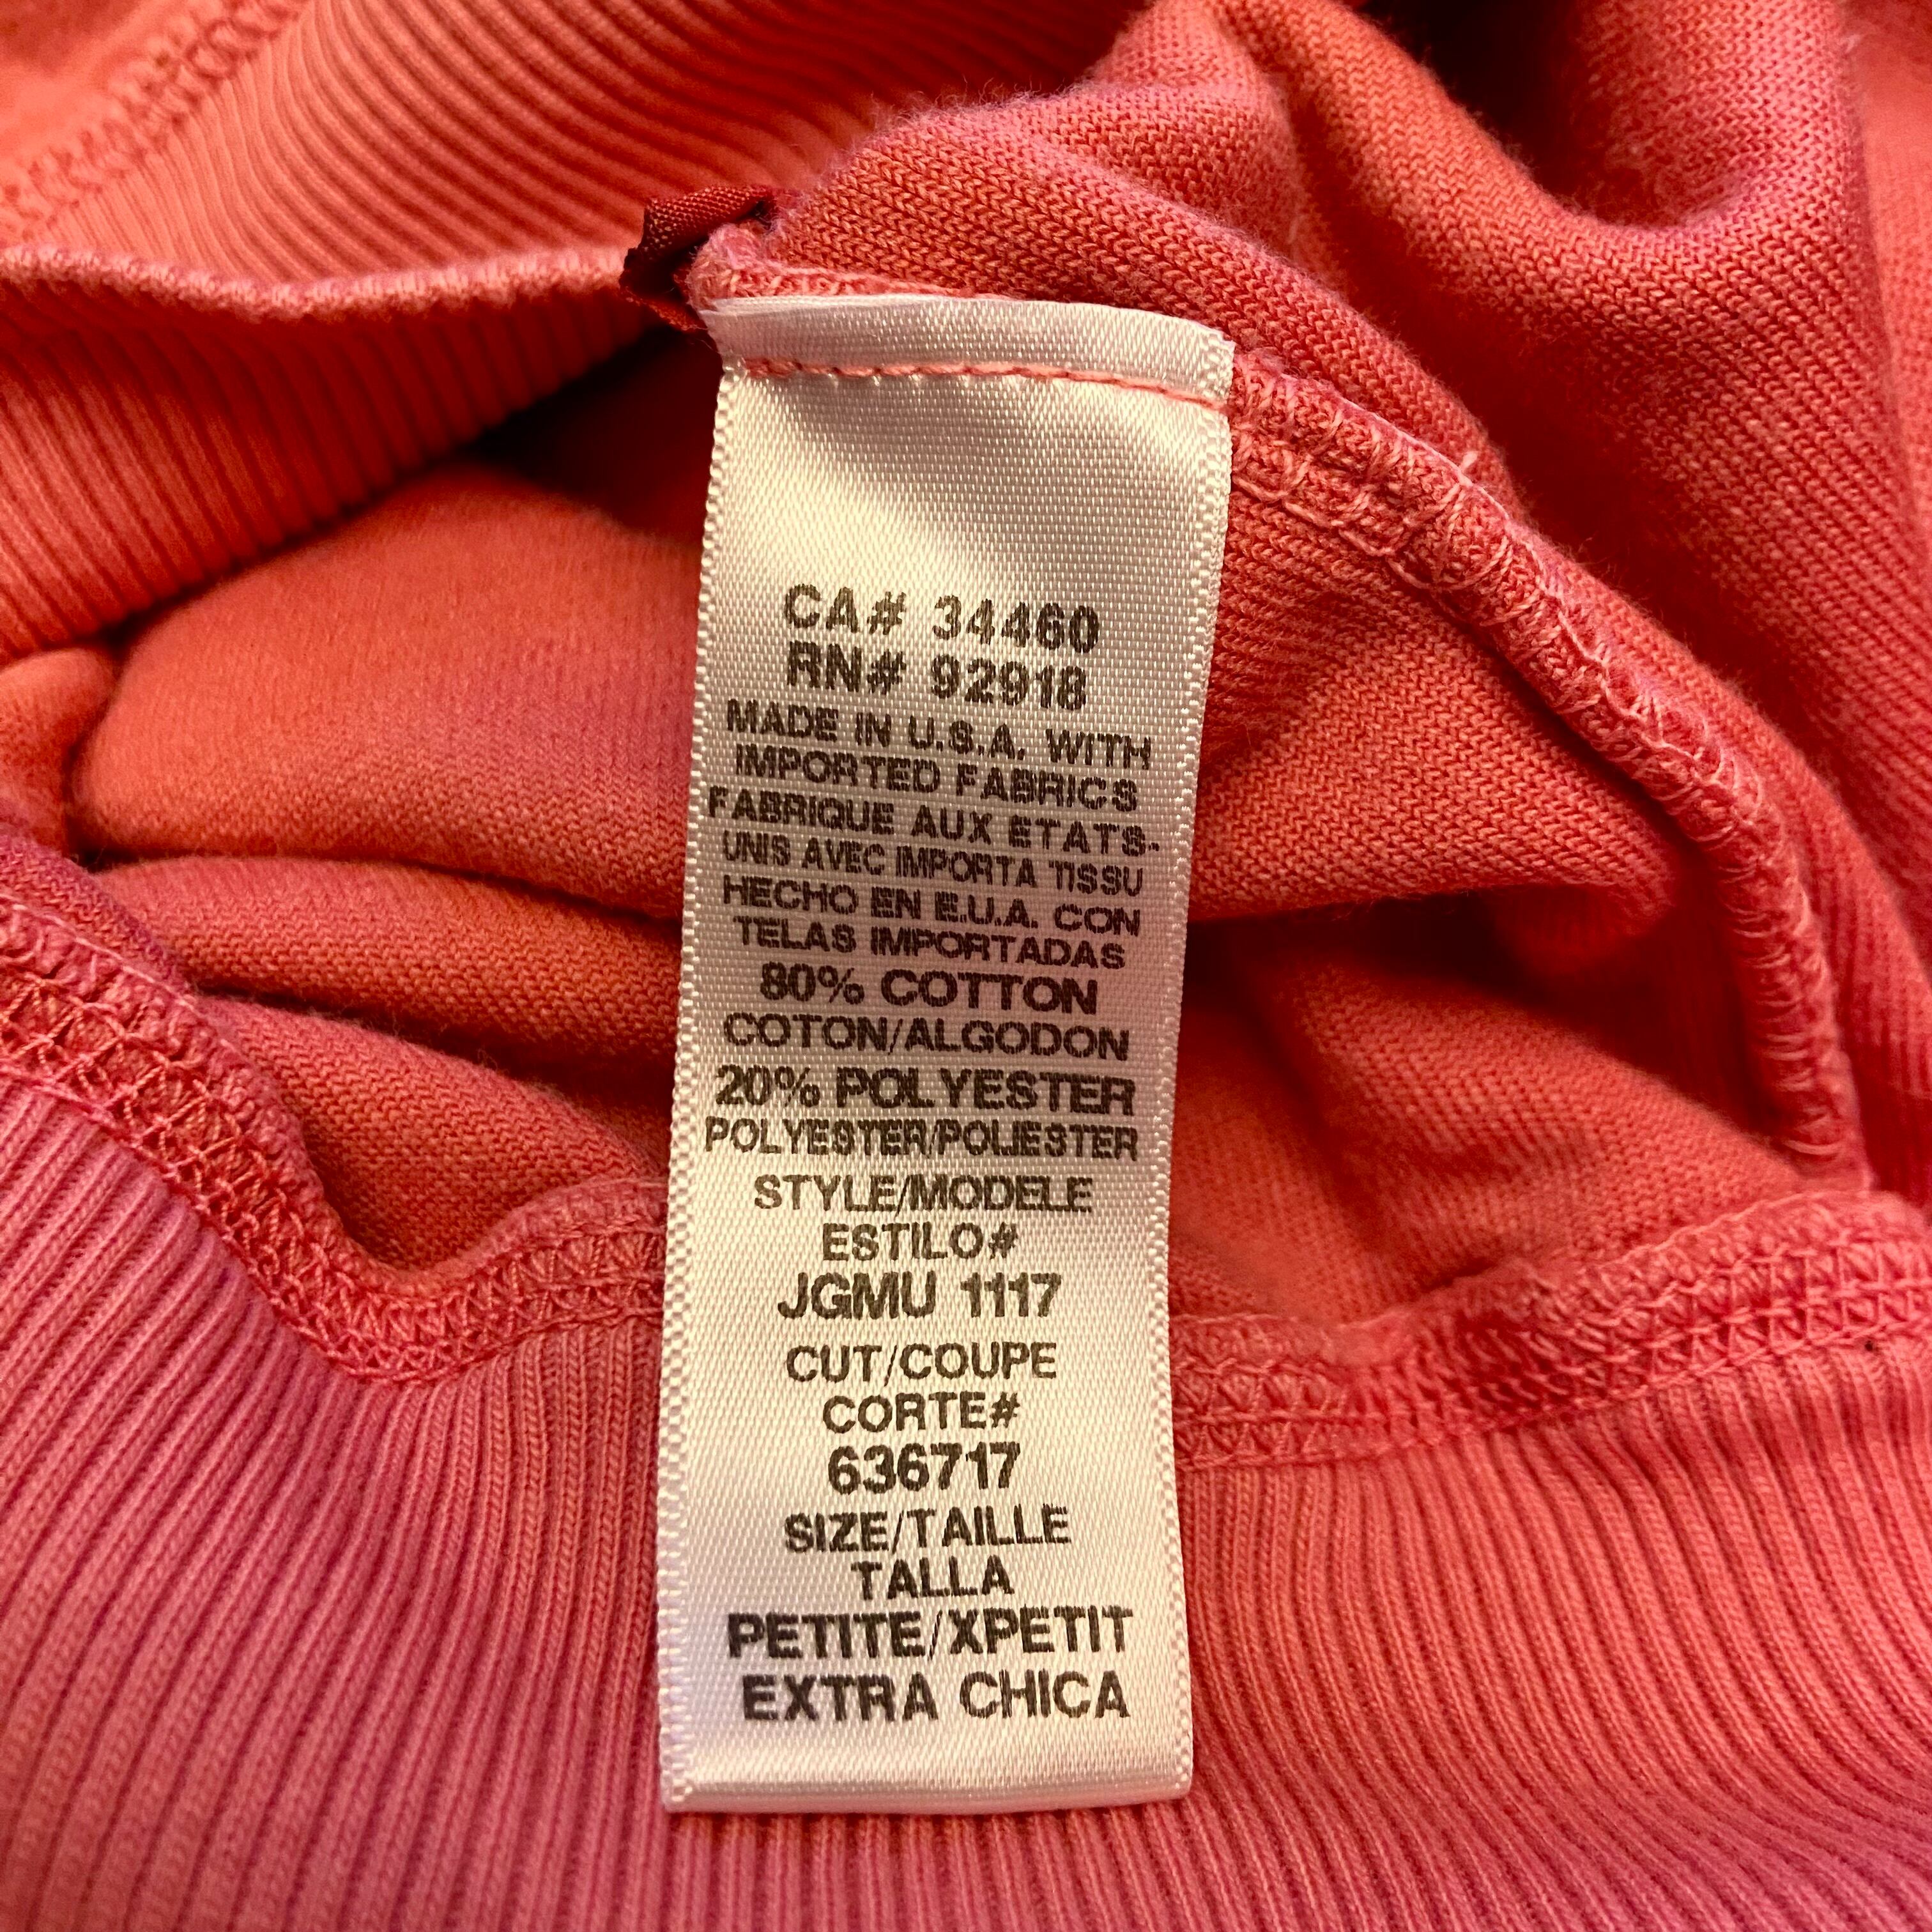 CA# 34460
RN# 92918
MADE IN U.S.A. WITH
IMPORTED FABRICS
FABRIQUE AUX ETATS-
UNIS AVEC IMPORTA TISSU
HECHO EN E.U.A. CON
TELAS IMPORTADAS
80% COTTON
COTON/ALGODON
20% POLYESTER
POLYESTER/POLIESTER
STYLE/MODELE
ESTILO#
JGMU 1117
CUT/COUPE
CORTE#
636717
SIZE/TAILLE
TALLA
PETITE/XPETIT
EXTRA CHICA